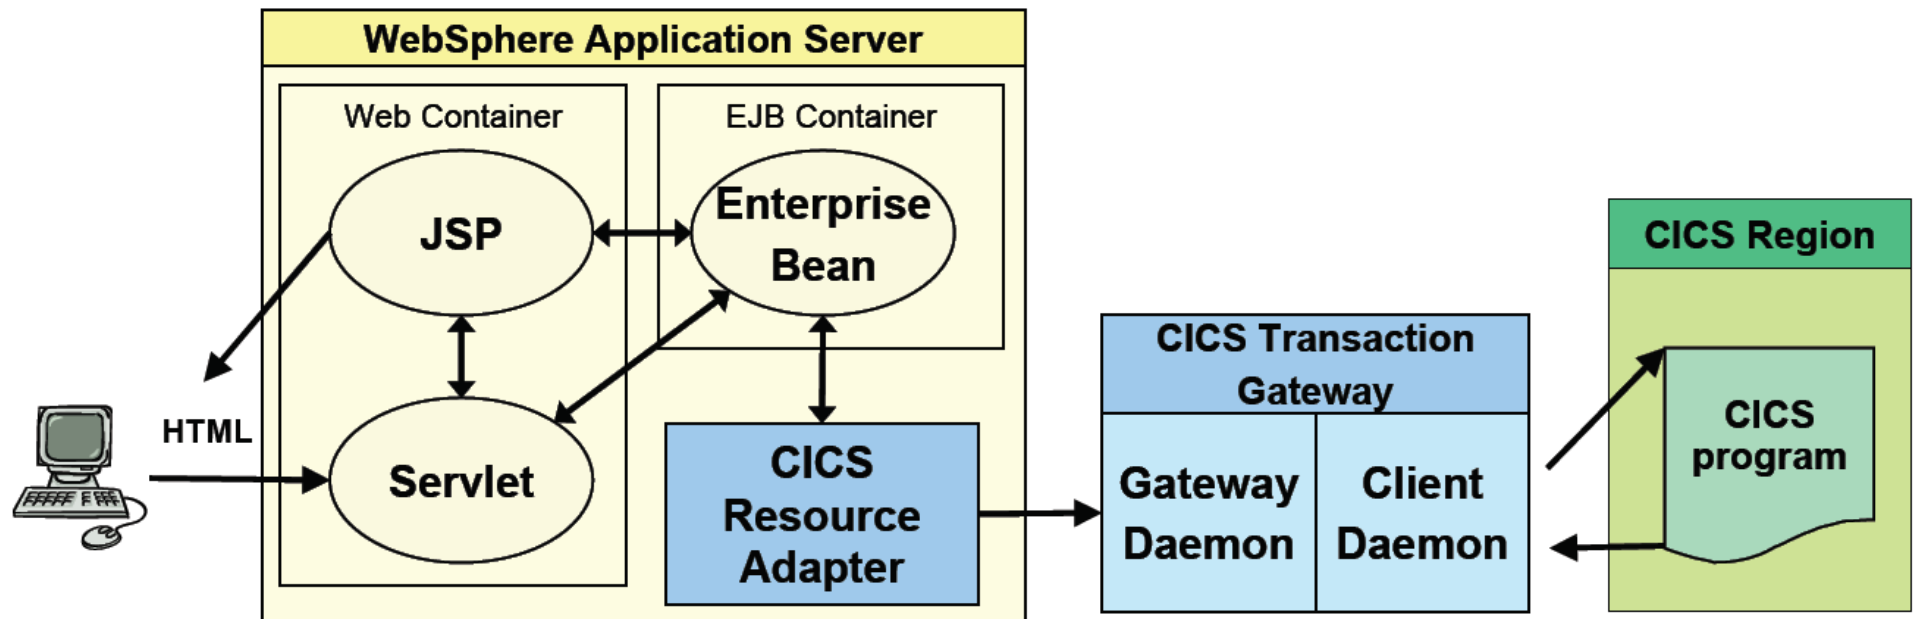 WebSphere Application Server
Web Container
EJB Container
JSP
Enterprise
Bean
HTML
Servlet
CICS
Resource
Adapter
CICS Transaction
Gateway
Gateway
Daemon
Client
Daemon
CICS Region
CICS
program